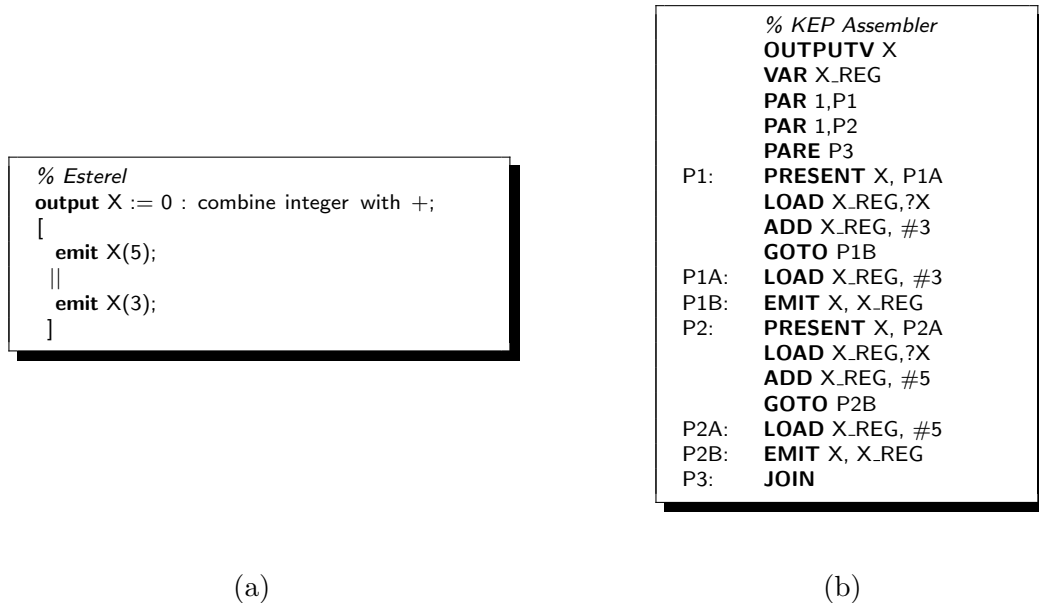 % Esterel
output X := 0 : combine integer with +;
[
emit X(5);
||
emit X(3);
]
(a)
% KEP Assembler
OUTPUTV X
VAR X_REG
PAR 1,P1
PAR 1,P2
PARE P3
P1: PRESENT X, P1A
LOAD X_REG,?X
ADD X_REG, #3
GOTO P1B
P1A: LOAD X_REG, #3
P1B: EMIT X, X_REG
P2: PRESENT X, P2A
LOAD X_REG,?X
ADD X_REG, #5
GOTO P2B
P2A: LOAD X_REG, #5
P2B: EMIT X, X_REG
P3: JOIN
(b)